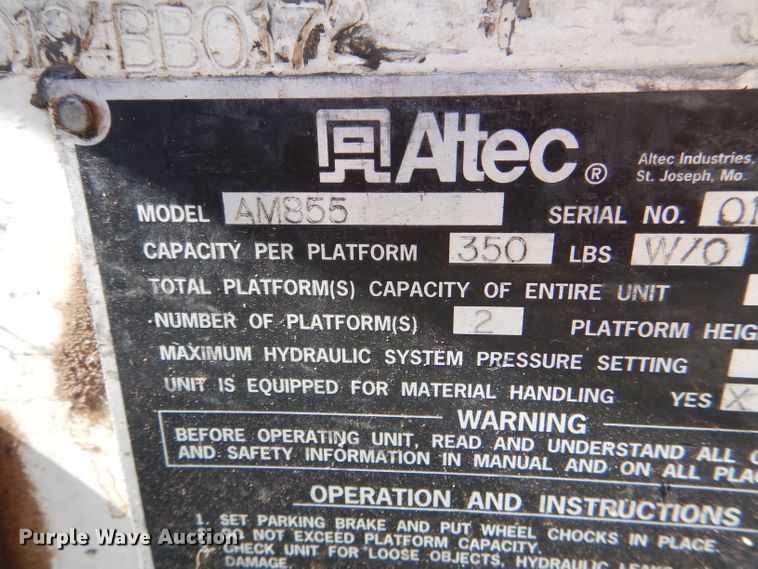 Altec ®
Altec Industries,
St. Joseph, Mo.
MODEL AM855 SERIAL NO.
CAPACITY PER PLATFORM 350 LBS W/O
TOTAL PLATFORM(S) CAPACITY OF ENTIRE UNIT
NUMBER OF PLATFORM(S) 2 PLATFORM HEIG
MAXIMUM HYDRAULIC SYSTEM PRESSURE SETTING
UNIT IS EQUIPPED FOR MATERIAL HANDLING YES X
WARNING
BEFORE OPERATING UNIT, READ AND UNDERSTAND ALL
AND SAFETY INFORMATION IN MANUAL AND ON ALL PLAC
OPERATION AND INSTRUCTIONS
1. SET PARKING BRAKE AND PUT WHEEL CHOCKS IN PLACE.
NOT EXCEED PLATFORM CAPACITY.
CHECK UNIT FOR LOOSE OBJECTS, HYDRAULIC LEAKS
DAMAGE.
Purple Wave Auction